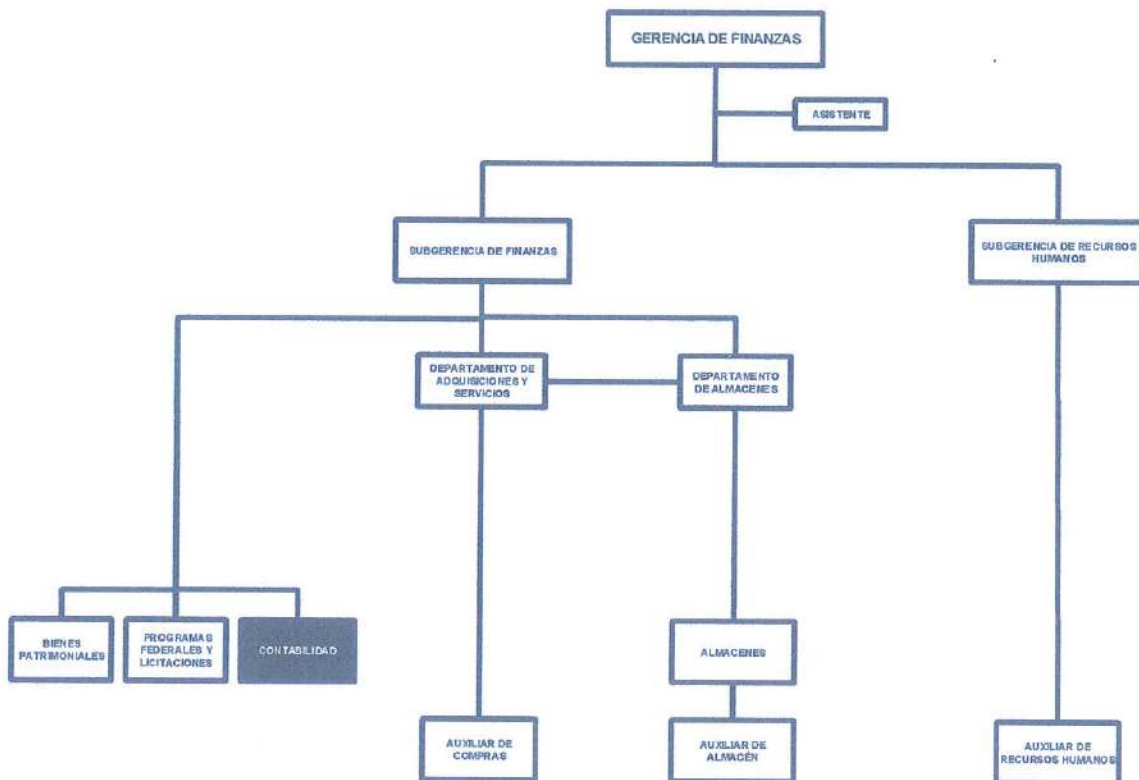 GERENCIA DE FINANZAS
ASISTENTE
SUBGERENCIA DE FINANZAS
SUBGERENCIA DE RECURSOS
HUMANOS
DEPARTAMENTO DE
ADQUISICIONES Y
SERVICIOS
DEPARTAMENTO
DE ALMACENES
BIENES
PATRIMONIALES
PROGRAMAS
FEDERALES Y
LICITACIONES
CONTABILIDAD
ALMACENES
AUXILIAR DE
COMPRAS
AUXILIAR DE
ALMACÉN
AUXILIAR DE
RECURSOS HUMANOS